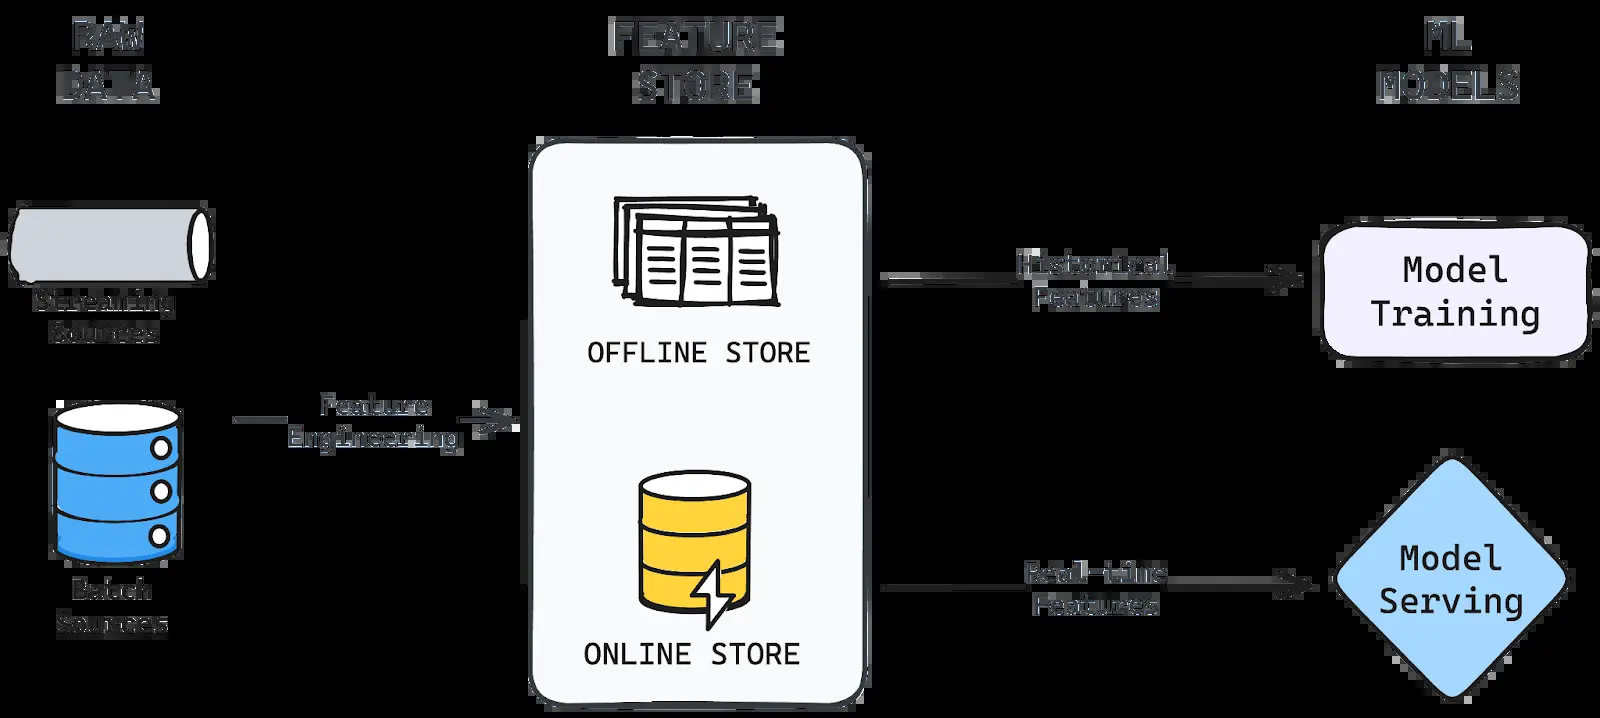 RAW
DATA
FEATURE
STORE
ML
MODELS
Streaming
Sources
Batch
Sources
Feature
Engineering
OFFLINE STORE
ONLINE STORE
Historical
Features
Real-time
Features
Model
Training
Model
Serving